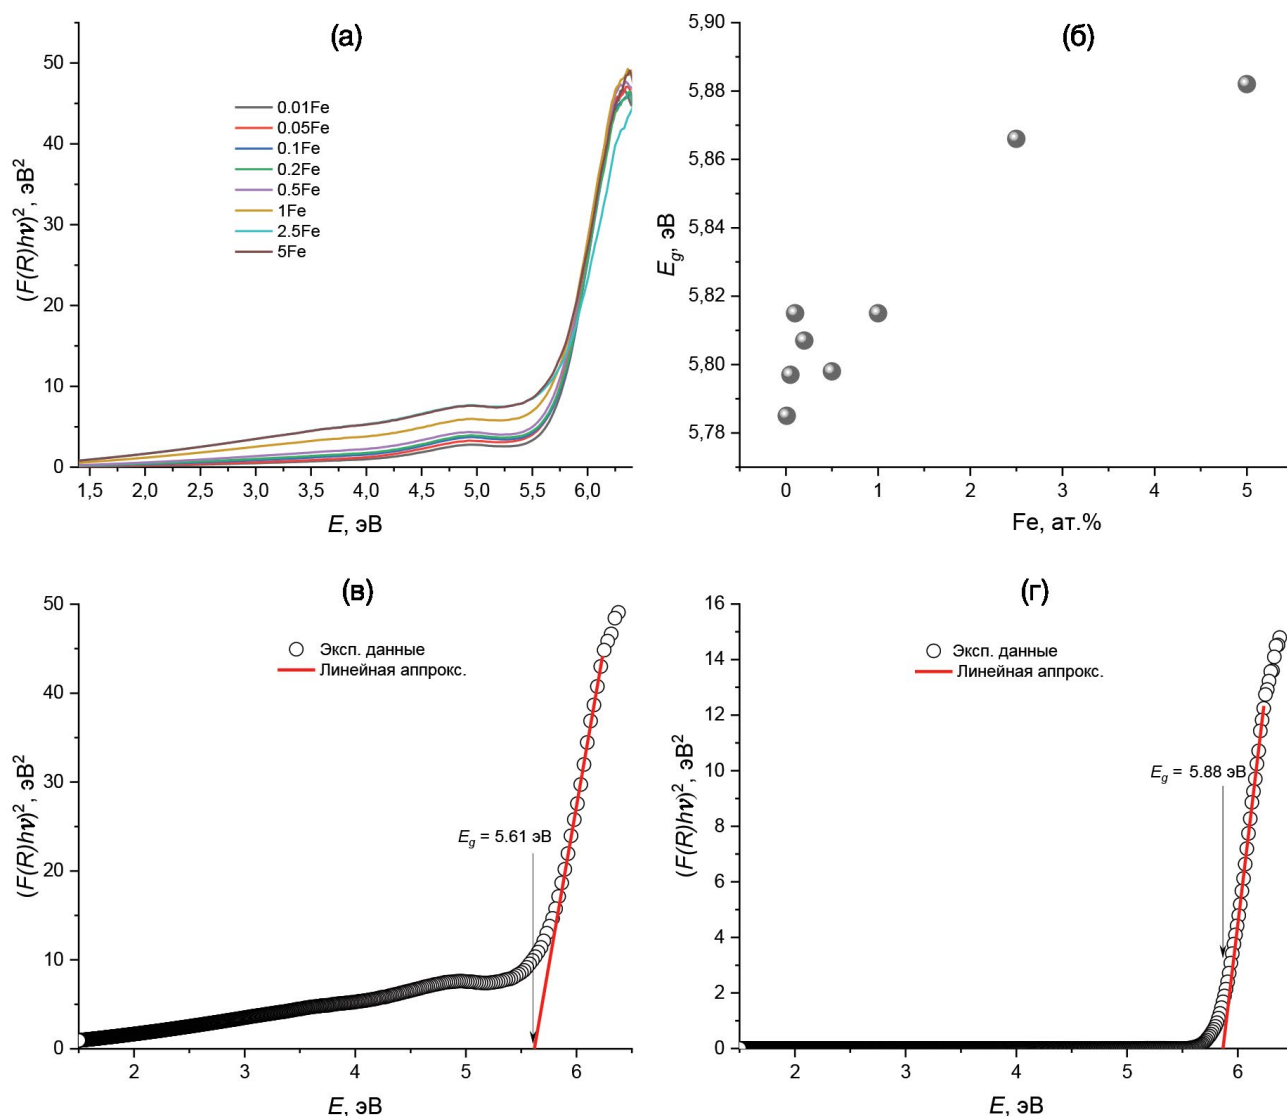 (а)
50
40
30
20
10
0
(F(R)hν)², эВ²
0.01Fe
0.05Fe
0.1Fe
0.2Fe
0.5Fe
1Fe
2.5Fe
5Fe
1,5 2,0 2,5 3,0 3,5 4,0 4,5 5,0 5,5 6,0
E, эВ
(б)
5,90
5,88
5,86
5,84
5,82
5,80
5,78
E_g, эВ
0 1 2 3 4 5
Fe, ат.%
(в)
50
40
30
20
10
0
(F(R)hν)², эВ²
Эксп. данные
Линейная аппрокс.
E_g = 5.61 эВ
2 3 4 5 6
E, эВ
(г)
16
14
12
10
8
6
4
2
0
(F(R)hν)², эВ²
Эксп. данные
Линейная аппрокс.
E_g = 5.88 эВ
2 3 4 5 6
E, эВ